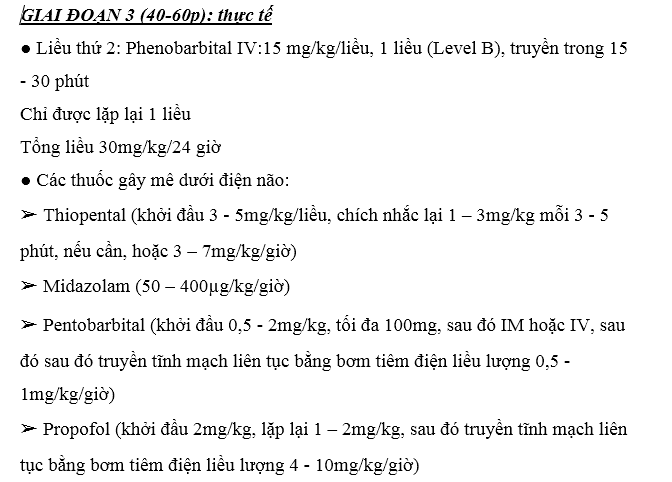 GIAI ĐOẠN 3 (40-60p): thực tế
● Liều thứ 2: Phenobarbital IV:15 mg/kg/liều, 1 liều (Level B), truyền trong 15
- 30 phút
Chỉ được lặp lại 1 liều
Tổng liều 30mg/kg/24 giờ
● Các thuốc gây mê dưới điện não:
➢ Thiopental (khởi đầu 3 - 5mg/kg/liều, chích nhắc lại 1 – 3mg/kg mỗi 3 - 5
phút, nếu cần, hoặc 3 – 7mg/kg/giờ)
➢ Midazolam (50 – 400µg/kg/giờ)
➢ Pentobarbital (khởi đầu 0,5 - 2mg/kg, tối đa 100mg, sau đó IM hoặc IV, sau
đó sau đó truyền tĩnh mạch liên tục bằng bơm tiêm điện liều lượng 0,5 -
1mg/kg/giờ)
➢ Propofol (khởi đầu 2mg/kg, lặp lại 1 – 2mg/kg, sau đó truyền tĩnh mạch liên
tục bằng bơm tiêm điện liều lượng 4 - 10mg/kg/giờ)